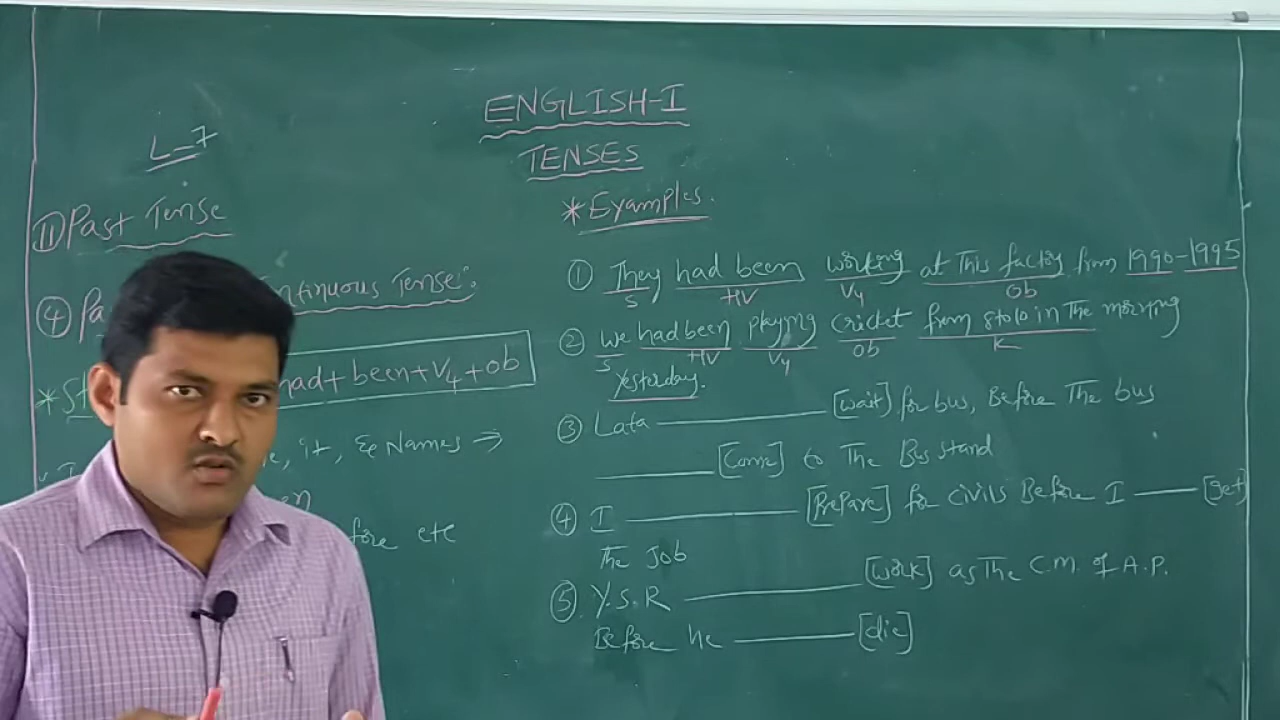 ENGLISH-I
TENSES
L-7
II) Past Tense
④ Pa ntinuous Tense:
* St had + been + V4 + ob
e, it, & Names ⇒
en
fore etc
* Examples.
① They had been working at This factory from 1990-1995
S HV V4 Ob
② We had been playing cricket from 5 to 10 in The morning
S HV V4 Ob K
Yesterday.
③ Lata ________ [wait] for bus, Before The bus
________ [Come] to The Bus stand
④ I ________ [Prepare] for civils Before I ____ [get]
The Job
⑤ Y.S.R ________ [work] as The C.M. of A.P.
Before he ________ [die]